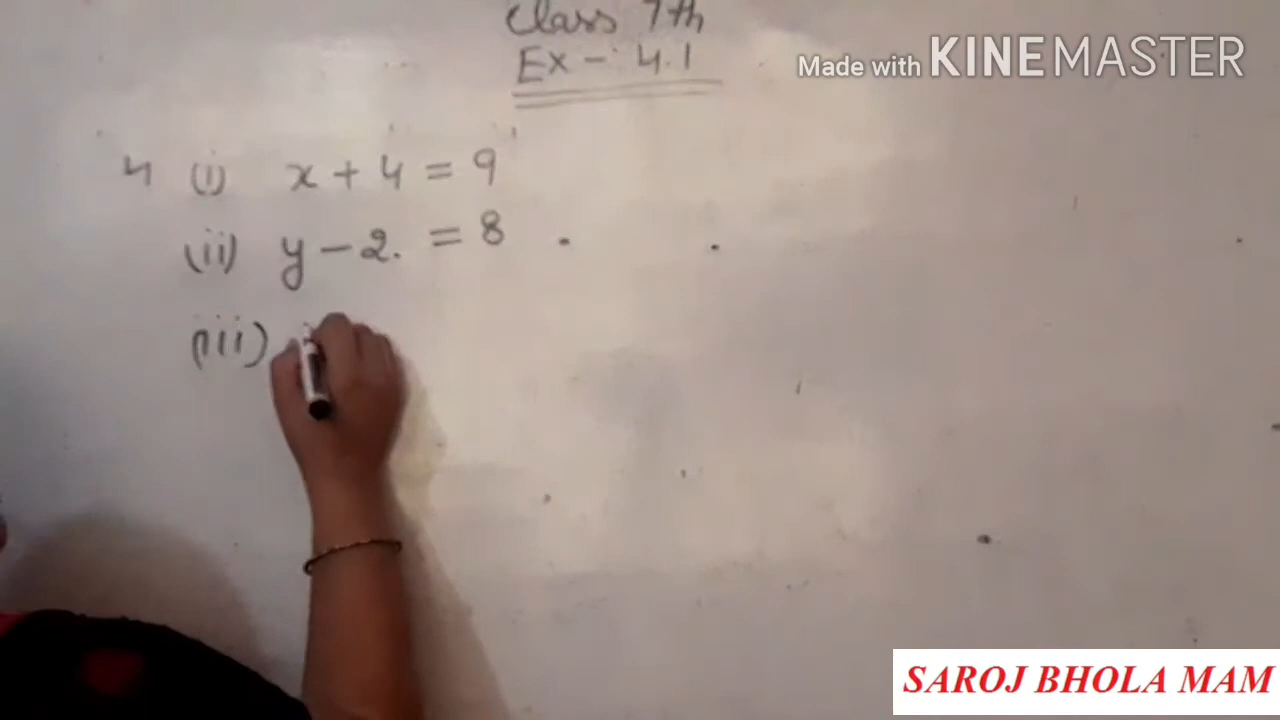 Class 7th
Ex - 4.1
Made with KINEMASTER
4 (i) x + 4 = 9
(ii) y - 2. = 8
(iii)
SAROJ BHOLA MAM